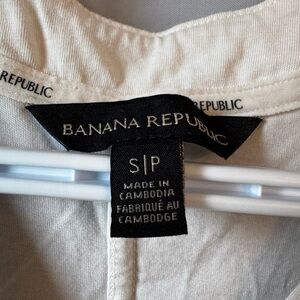 REPUBLIC
REPUBLIC
BANANA REPUBLIC
S|P
MADE IN
CAMBODIA
FABRIQUÉ AU
CAMBODGE